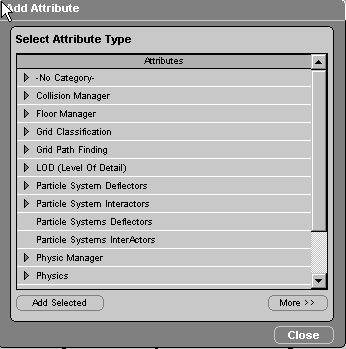 Add Attribute
Select Attribute Type
Attributes
-No Category-
Collision Manager
Floor Manager
Grid Classification
Grid Path Finding
LOD (Level Of Detail)
Particle System Deflectors
Particle System Interactors
Particle Systems Deflectors
Particle Systems InterActors
Physic Manager
Physics
Add Selected
More >>
Close